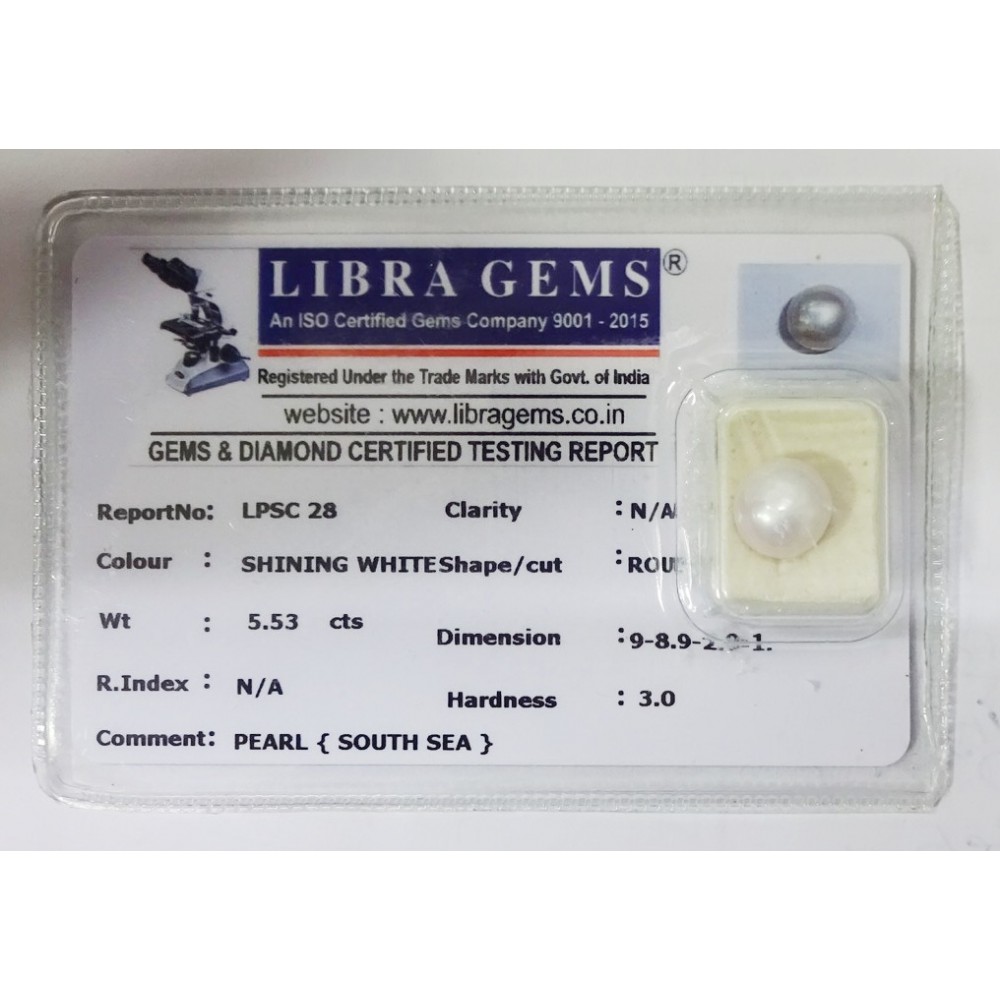 LIBRA GEMS ®
An ISO Certified Gems Company 9001 - 2015
Registered Under the Trade Marks with Govt. of India
website : www.libragems.co.in
GEMS & DIAMOND CERTIFIED TESTING REPORT
ReportNo: LPSC 28 Clarity : N/A
Colour : SHINING WHITE Shape/cut :
Wt : 5.53 cts Dimension :
R.Index : N/A Hardness : 3.0
Comment: PEARL { SOUTH SEA }